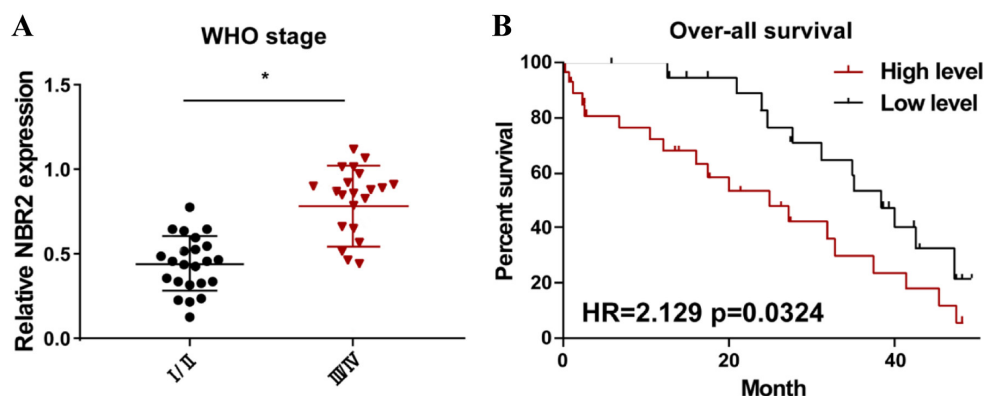 A
WHO stage
*
Relative NBR2 expression
1.5
1.0
0.5
0.0
I/II
III/IV
B
Over-all survival
High level
Low level
Percent survival
100
80
60
40
20
0
HR=2.129 p=0.0324
0 20 40
Month